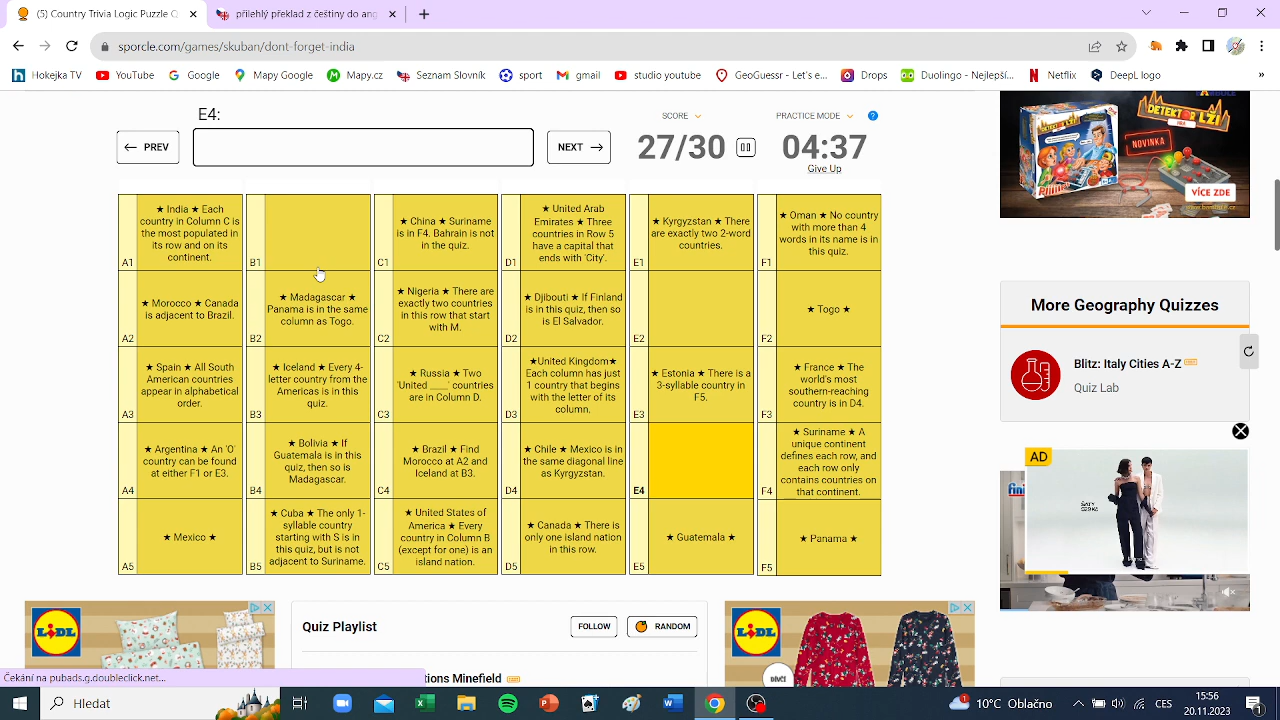 (5) Country Trivia Puzzle C
překlad z češtiny do ang
sporcle.com/games/kkuban/dont-forget-india
Hokejka TV
YouTube
Google
Mapy Google
Mapy.cz
Seznam Slovník
sport
gmail
studio youtube
GeoGuessr - Let's e...
Drops
Duolingo - Nejlepší...
Netflix
DeepL logo
»
E4:
SCORE
PRACTICE MODE
?
PREV
NEXT
27/30
04:37
Give Up
A1
★ India ★ Each
country in Column C is
the most populated in
its row and on its
continent.
B1
C1
★ China ★ Suriname
is in F4. Bahrain is not
in the quiz.
D1
★ United Arab
Emirates ★ Three
countries in Row 5
have a capital that
ends with 'City'.
E1
★ Kyrgyzstan ★ There
are exactly two 2-word
countries.
F1
★ Oman ★ No country
with more than 4
words in its name is in
this quiz.
A2
★ Morocco ★ Canada
is adjacent to Brazil.
B2
★ Madagascar ★
Panama is in the same
column as Togo.
C2
★ Nigeria ★ There are
exactly two countries
in this row that start
with M.
D2
★ Djibouti ★ If Finland
is in this quiz, then so
is El Salvador.
E2
F2
★ Togo ★
A3
★ Spain ★ All South
American countries
appear in alphabetical
order.
B3
★ Iceland ★ Every 4-
letter country from the
Americas is in this
quiz.
C3
★ Russia ★ Two
'United ____' countries
are in Column D.
D3
★United Kingdom★
Each column has just
1 country that begins
with the letter of its
column.
E3
★ Estonia ★ There is a
3-syllable country in
F5.
F3
★ France ★ The
world's most
southern-reaching
country is in D4.
A4
★ Argentina ★ An 'O'
country can be found
at either F1 or E3.
B4
★ Bolivia ★ If
Guatemala is in this
quiz, then so is
Madagascar.
C4
★ Brazil ★ Find
Morocco at A2 and
Iceland at B3.
D4
★ Chile ★ Mexico is in
the same diagonal line
as Kyrgyzstan.
E4
F4
★ Suriname ★ A
unique continent
defines each row, and
each row only
contains countries on
that continent.
A5
★ Mexico ★
B5
★ Cuba ★ The only 1-
syllable country
starting with S is in
this quiz, but is not
adjacent to Suriname.
C5
★ United States of
America ★ Every
country in Column B
(except for one) is an
island nation.
D5
★ Canada ★ There is
only one island nation
in this row.
E5
★ Guatemala ★
F5
★ Panama ★
DETEKTOR LŽI
NOVINKA
VÍCE ZDE
More Geography Quizzes
Blitz: Italy Cities A-Z
Quiz Lab
AD
ŠATY
LIDL
Quiz Playlist
FOLLOW
RANDOM
LIDL
Čekání na pubads.g.doubleclick.net...
Hledat
10°C Oblačno
15:56
20.11.2023